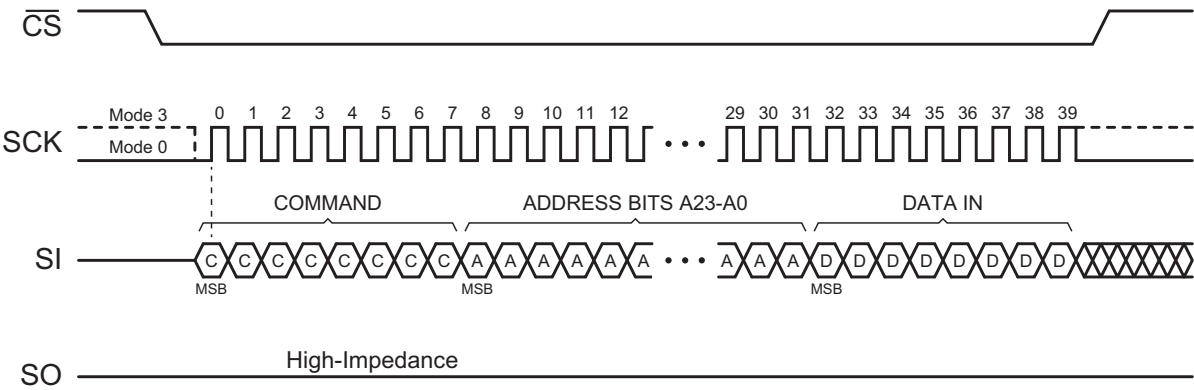 CS
Mode 3 0 1 2 3 4 5 6 7 8 9 10 11 12 29 30 31 32 33 34 35 36 37 38 39
SCK
Mode 0 • • •
COMMAND ADDRESS BITS A23-A0 DATA IN
SI C C C C C C C C A A A A A A • • • A A A D D D D D D D D
MSB MSB MSB
High-Impedance
SO